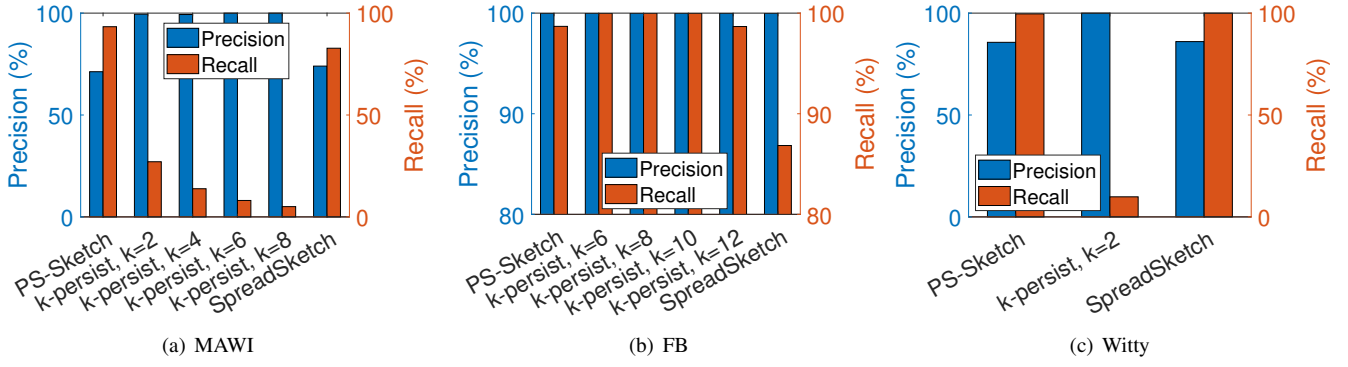 100
50
0
Precision (%)
Precision
Recall
100
50
0
Recall (%)
PS-Sketch
k-persist, k=2
k-persist, k=4
k-persist, k=6
k-persist, k=8
SpreadSketch
(a) MAWI
100
90
80
Precision (%)
Precision
Recall
100
95
90
85
80
Recall (%)
PS-Sketch
k-persist, k=6
k-persist, k=8
k-persist, k=10
k-persist, k=12
SpreadSketch
(b) FB
100
50
0
Precision (%)
Precision
Recall
100
50
0
Recall (%)
PS-Sketch
k-persist, k=2
SpreadSketch
(c) Witty